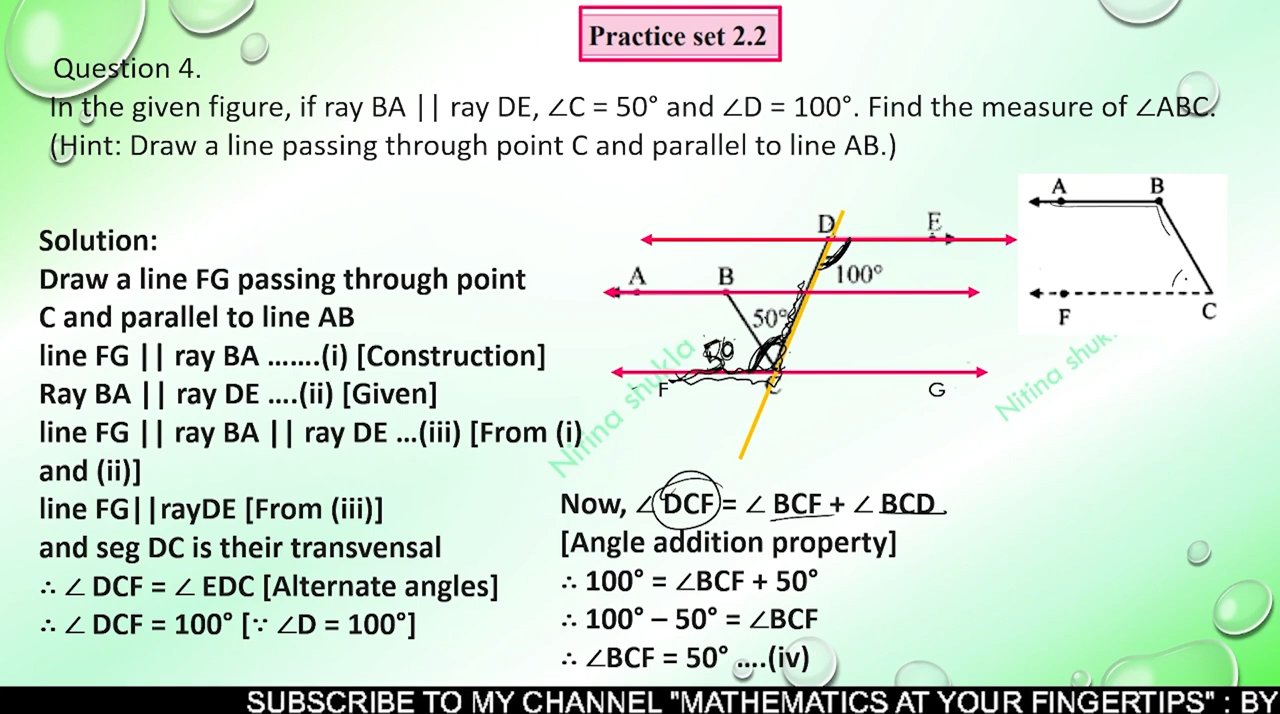 Practice set 2.2
Question 4.
In the given figure, if ray BA || ray DE, ∠C = 50° and ∠D = 100°. Find the measure of ∠ABC.
(Hint: Draw a line passing through point C and parallel to line AB.)
Solution:
Draw a line FG passing through point
C and parallel to line AB
line FG || ray BA …….(i) [Construction]
Ray BA || ray DE ….(ii) [Given]
line FG || ray BA || ray DE …(iii) [From (i)
and (ii)]
line FG||rayDE [From (iii)]
and seg DC is their transvensal
∴ ∠ DCF = ∠ EDC [Alternate angles]
∴ ∠ DCF = 100° [∵ ∠D = 100°]
D
E
100°
A
B
50°
50
F
C
G
A
B
F
C
Nitina shukla
Nitina shuk
Now, ∠ DCF = ∠ BCF + ∠ BCD
[Angle addition property]
∴ 100° = ∠BCF + 50°
∴ 100° – 50° = ∠BCF
∴ ∠BCF = 50° ….(iv)
SUBSCRIBE TO MY CHANNEL "MATHEMATICS AT YOUR FINGERTIPS" : BY